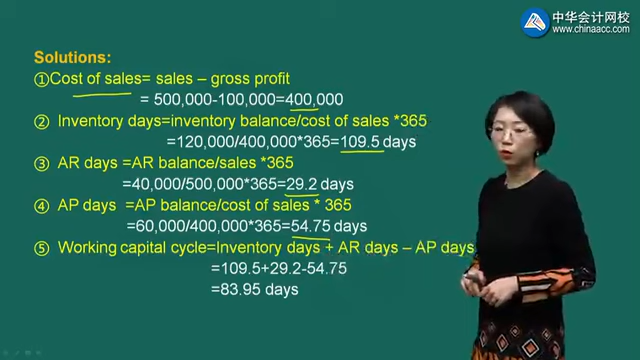 中华会计网校
www.chinaacc.com
Solutions:
①Cost of sales= sales – gross profit
= 500,000-100,000=400,000
② Inventory days=inventory balance/cost of sales *365
=120,000/400,000*365=109.5 days
③ AR days =AR balance/sales *365
=40,000/500,000*365=29.2 days
④ AP days =AP balance/cost of sales * 365
=60,000/400,000*365=54.75 days
⑤ Working capital cycle=Inventory days + AR days – AP days
=109.5+29.2-54.75
=83.95 days